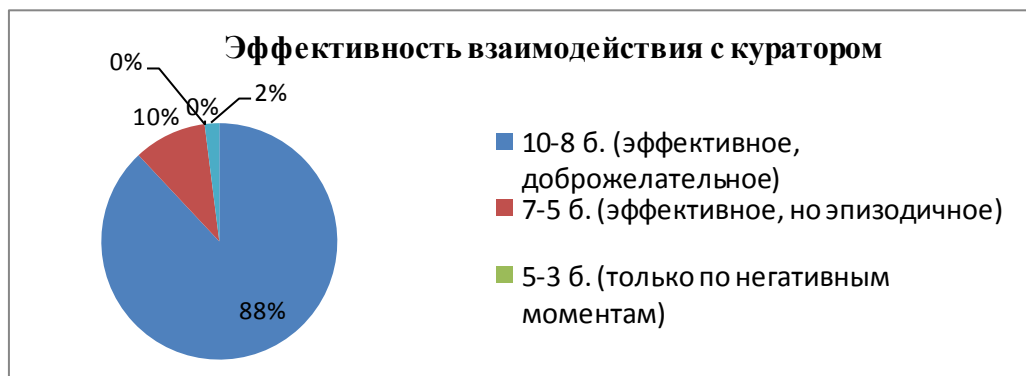 Эффективность взаимодействия с куратором
0%
0%
2%
10%
88%
10-8 б. (эффективное,
доброжелательное)
7-5 б. (эффективное, но эпизодичное)
5-3 б. (только по негативным
моментам)